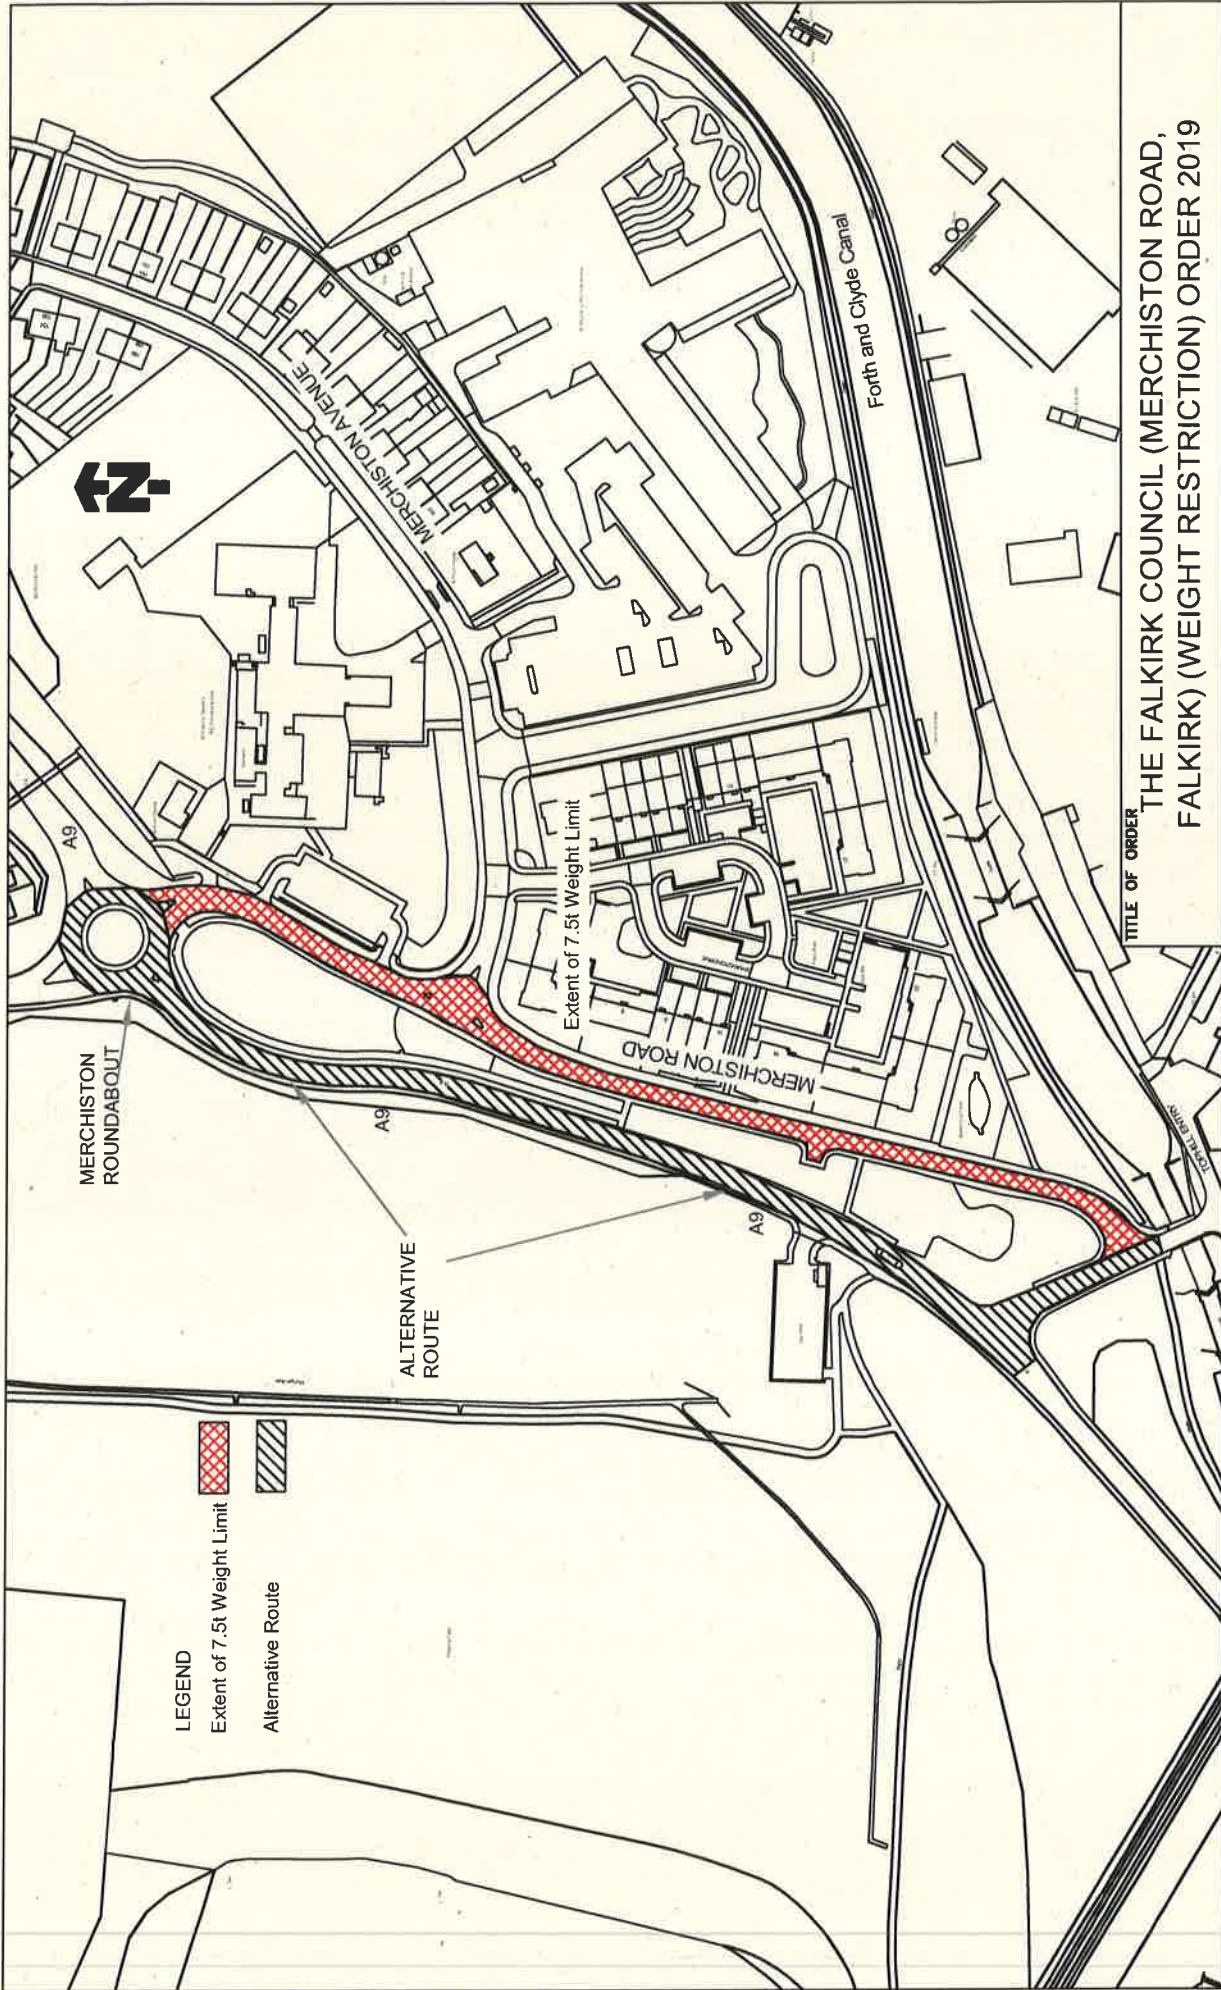 MERCHISTON
ROUNDABOUT
A9
N
MERCHISTON AVENUE
ALTERNATIVE
ROUTE
A9
Extent of 7.5t Weight Limit
MERCHISTON ROAD
A9
Forth and Clyde Canal
TOPHILL ENTRY
LEGEND
Extent of 7.5t Weight Limit
Alternative Route
TITLE OF ORDER
THE FALKIRK COUNCIL (MERCHISTON ROAD,
FALKIRK) (WEIGHT RESTRICTION) ORDER 2019